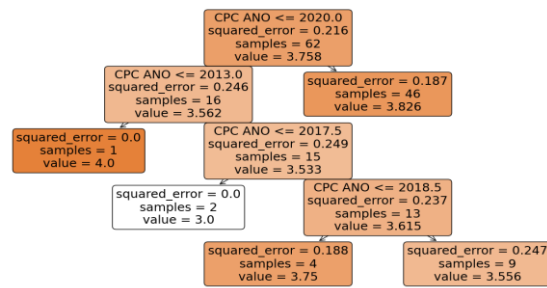 CPC ANO <= 2020.0
squared_error = 0.216
samples = 62
value = 3.758
CPC ANO <= 2013.0
squared_error = 0.246
samples = 16
value = 3.562
squared_error = 0.187
samples = 46
value = 3.826
squared_error = 0.0
samples = 1
value = 4.0
CPC ANO <= 2017.5
squared_error = 0.249
samples = 15
value = 3.533
squared_error = 0.0
samples = 2
value = 3.0
CPC ANO <= 2018.5
squared_error = 0.237
samples = 13
value = 3.615
squared_error = 0.188
samples = 4
value = 3.75
squared_error = 0.247
samples = 9
value = 3.556